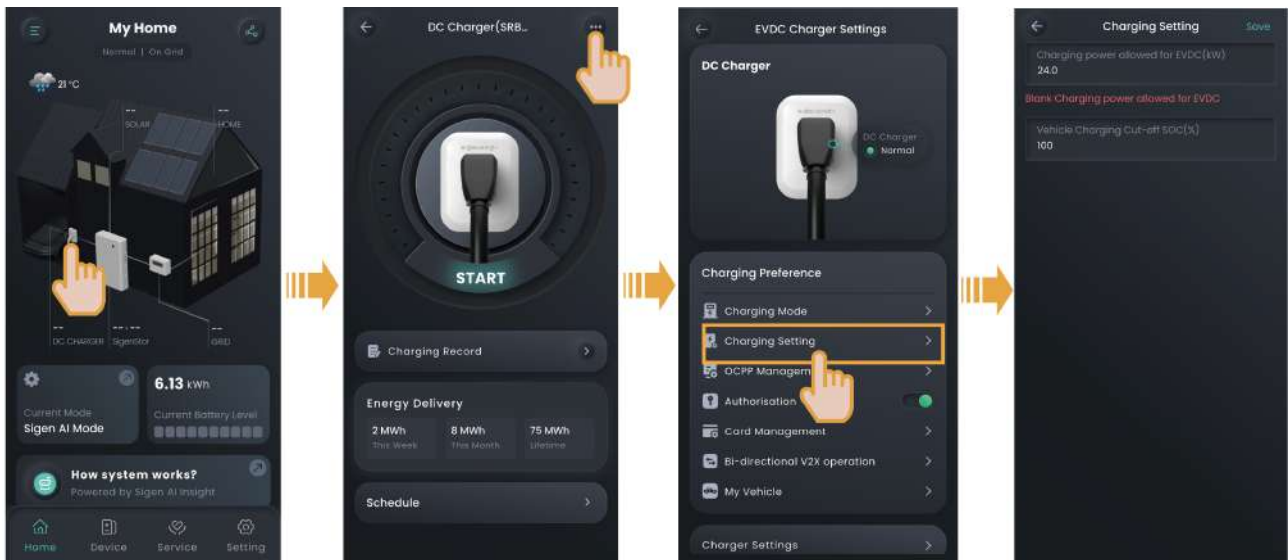 My Home
Normal | On Grid
21 °C
--
SOLAR
--
HOME
--
DC CHARGER
--.--
SigenStor
--
GRID
Current Mode
Sigen AI Mode
6.13 kWh
Current Battery Level
How system works?
Powered by Sigen AI Insight
Home
Device
Service
Setting
DC Charger(SRB...
START
Charging Record
Energy Delivery
2 MWh
This Week
8 MWh
This Month
75 MWh
Lifetime
Schedule
EVDC Charger Settings
DC Charger
DC Charger
Normal
Charging Preference
Charging Mode
Charging Setting
OCPP Managem
Authorisation
Card Management
Bi-directional V2X operation
My Vehicle
Charger Settings
Charging Setting
Save
Charging power allowed for EVDC(kW)
24.0
Blank Charging power allowed for EVDC
Vehicle Charging Cut-off SOC(%)
100